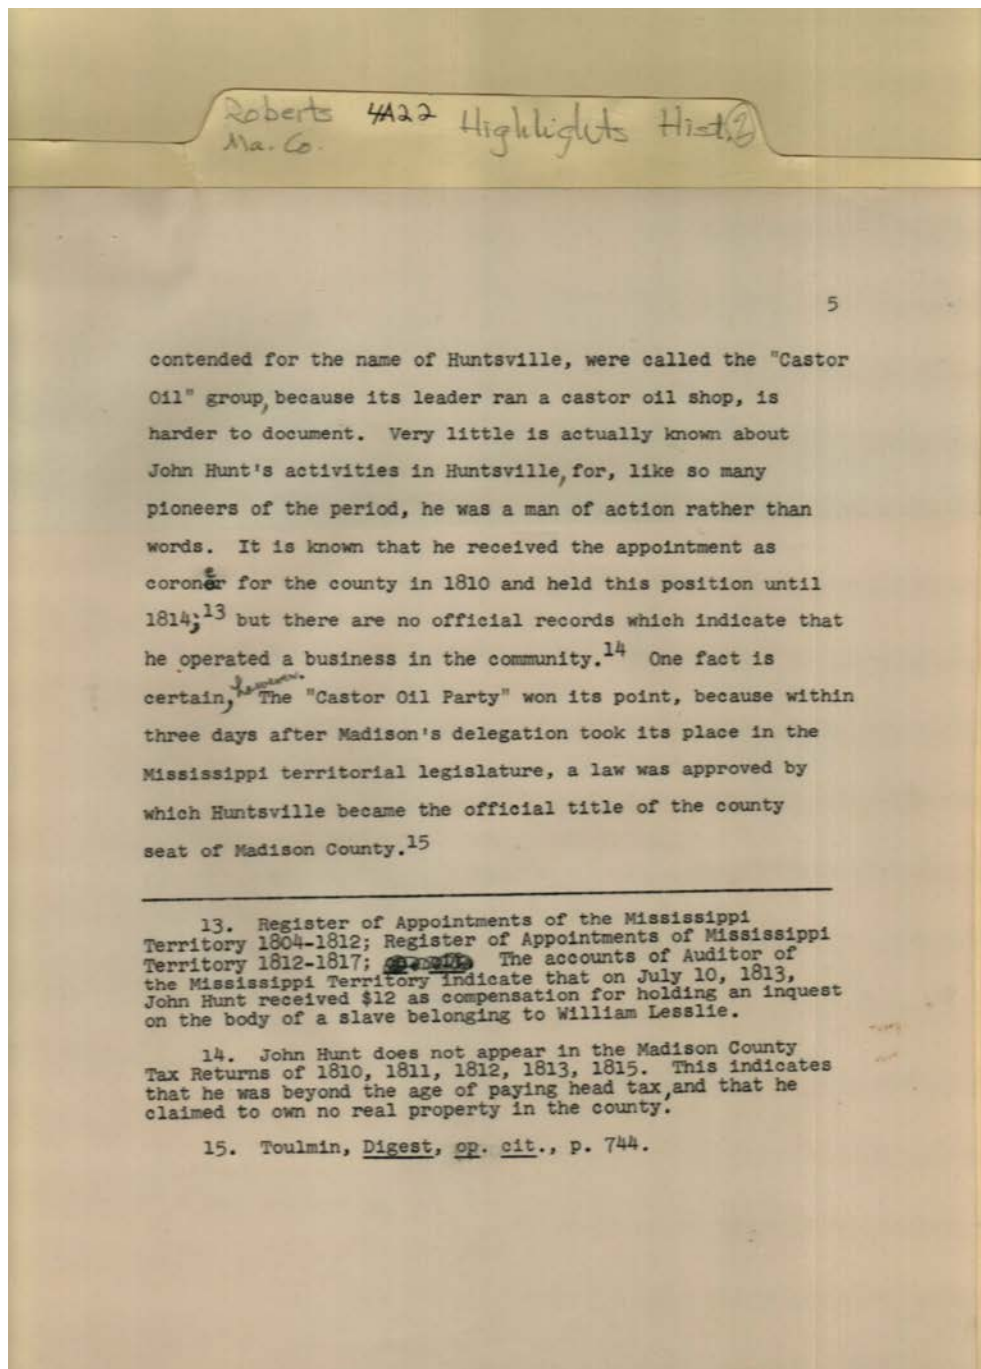 Roberts 4A22 Highlights Hist. 2
Ma. Co.
5
contended for the name of Huntsville, were called the "Castor
Oil" group, because its leader ran a castor oil shop, is
harder to document. Very little is actually known about
John Hunt's activities in Huntsville, for, like so many
pioneers of the period, he was a man of action rather than
words. It is known that he received the appointment as
coroner for the county in 1810 and held this position until
1814;13 but there are no official records which indicate that
he operated a business in the community.14 One fact is
certain, however. The "Castor Oil Party" won its point, because within
three days after Madison's delegation took its place in the
Mississippi territorial legislature, a law was approved by
which Huntsville became the official title of the county
seat of Madison County.15
13. Register of Appointments of the Mississippi
Territory 1804-1812; Register of Appointments of Mississippi
Territory 1812-1817; The accounts of Auditor of
the Mississippi Territory indicate that on July 10, 1813,
John Hunt received $12 as compensation for holding an inquest
on the body of a slave belonging to William Lesslie.
14. John Hunt does not appear in the Madison County
Tax Returns of 1810, 1811, 1812, 1813, 1815. This indicates
that he was beyond the age of paying head tax, and that he
claimed to own no real property in the county.
15. Toulmin, Digest, op. cit., p. 744.